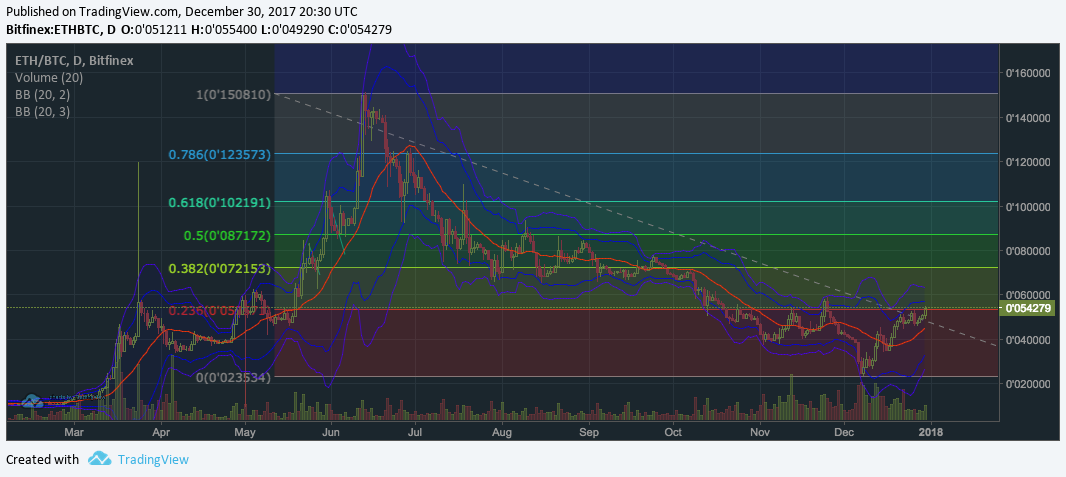 Published on TradingView.com, December 30, 2017 20:30 UTC
Bitfinex:ETHBTC, D O:0'051211 H:0'055400 L:0'049290 C:0'054279
ETH/BTC, D, Bitfinex
Volume (20)
BB (20, 2)
BB (20, 3)
0'160000
1(0'150810)
0'140000
0.786(0'123573)
0'120000
0.618(0'102191)
0'100000
0.5(0'087172)
0'080000
0.382(0'072153)
0'060000
0'054279
0'040000
0(0'023534)
0'020000
Mar Apr May Jun Jul Aug Sep Oct Nov Dec 2018
Created with TradingView